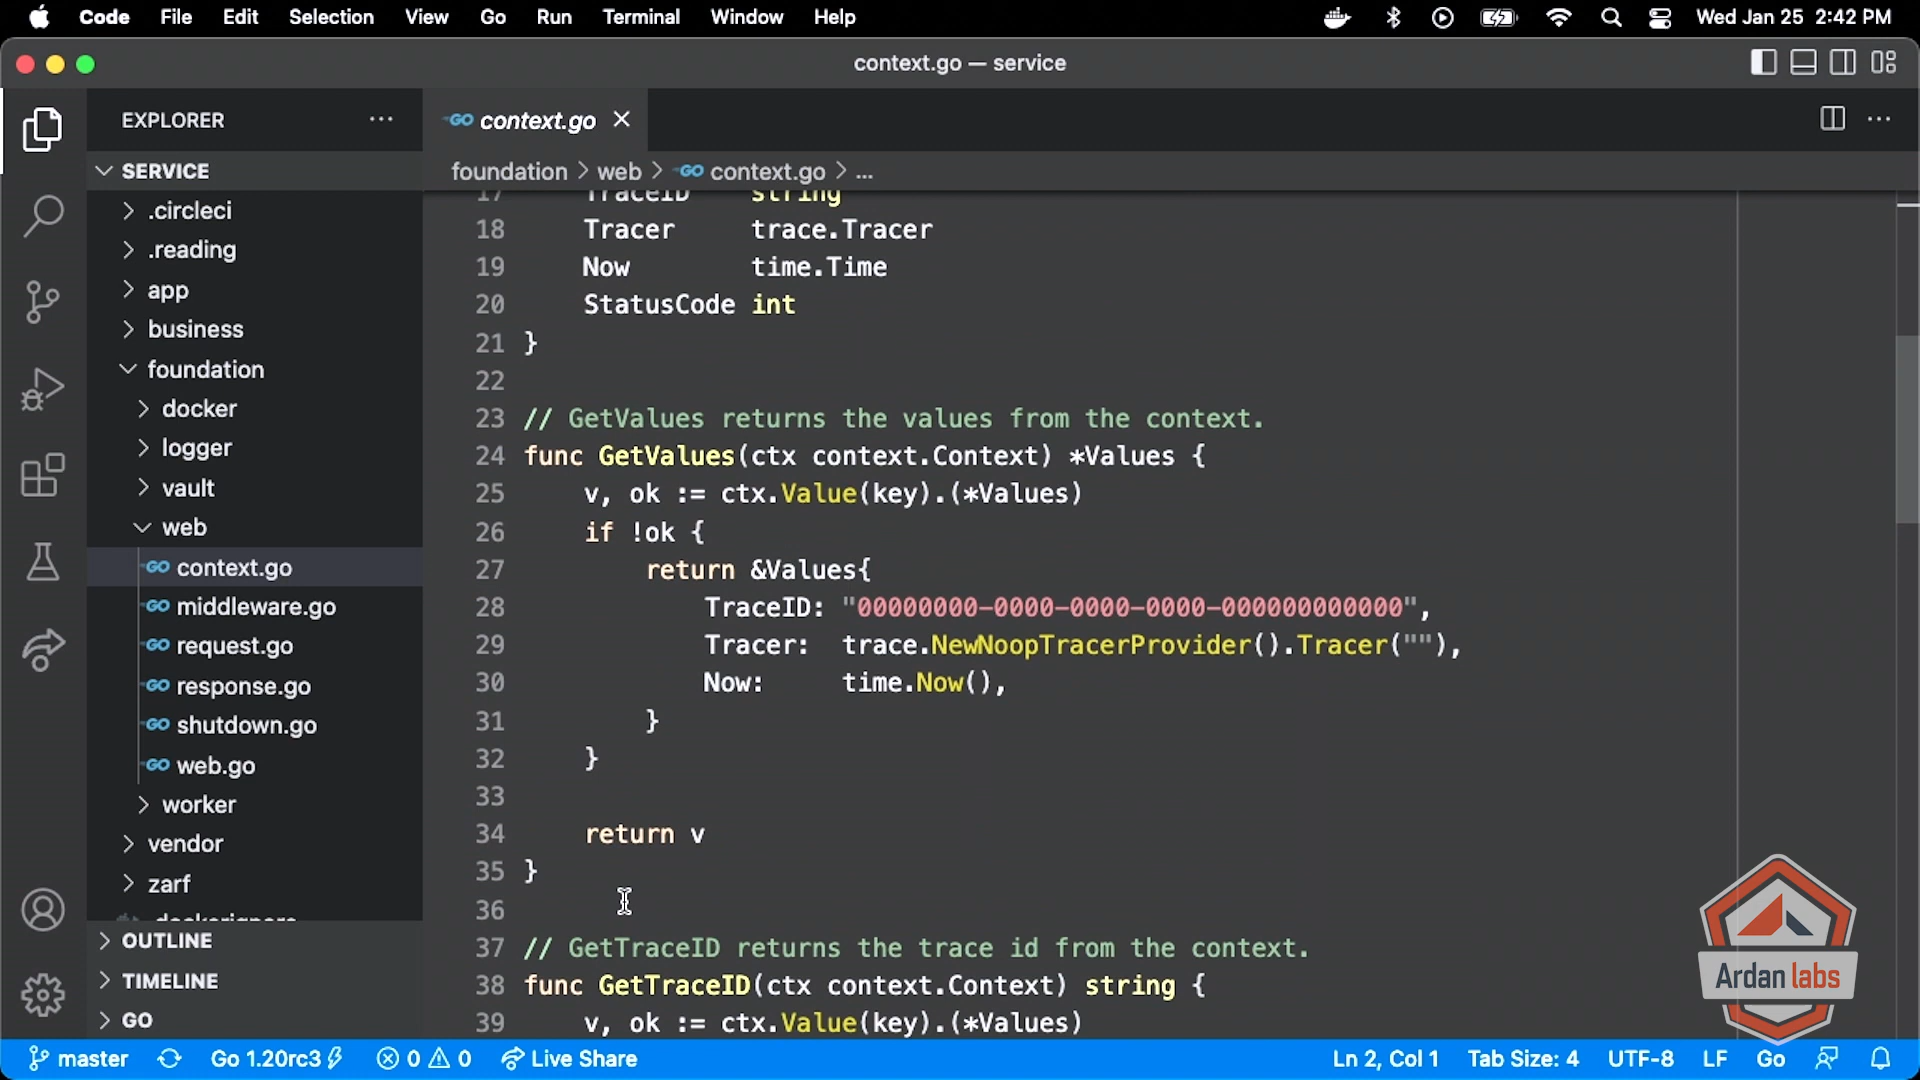 Code File Edit Selection View Go Run Terminal Window Help Wed Jan 25 2:42 PM
context.go — service
EXPLORER
SERVICE
.circleci
.reading
app
business
foundation
docker
logger
vault
web
context.go
middleware.go
request.go
response.go
shutdown.go
web.go
worker
vendor
zarf
.dockerignore
OUTLINE
TIMELINE
GO
context.go
foundation > web > context.go > ...
17 TraceID string
18 Tracer trace.Tracer
19 Now time.Time
20 StatusCode int
21 }
22
23 // GetValues returns the values from the context.
24 func GetValues(ctx context.Context) *Values {
25 v, ok := ctx.Value(key).(*Values)
26 if !ok {
27 return &Values{
28 TraceID: "00000000-0000-0000-0000-000000000000",
29 Tracer: trace.NewNoopTracerProvider().Tracer(""),
30 Now: time.Now(),
31 }
32 }
33
34 return v
35 }
36
37 // GetTraceID returns the trace id from the context.
38 func GetTraceID(ctx context.Context) string {
39 v, ok := ctx.Value(key).(*Values)
Ardan labs
master Go 1.20rc3 0 0 Live Share Ln 2, Col 1 Tab Size: 4 UTF-8 LF Go